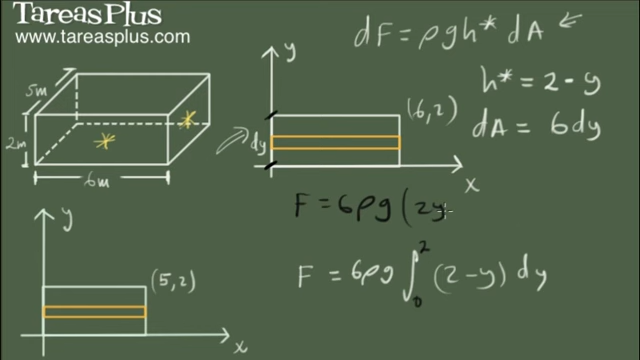 TareasPlus
www.tareasplus.com
dF = ρgh* dA
h* = 2 - y
dA = 6dy
5m
2m
6m
y
(6,2)
dy
x
F = 6ρg (2y
F = 6ρg ∫₀² (2-y) dy
y
(5,2)
x